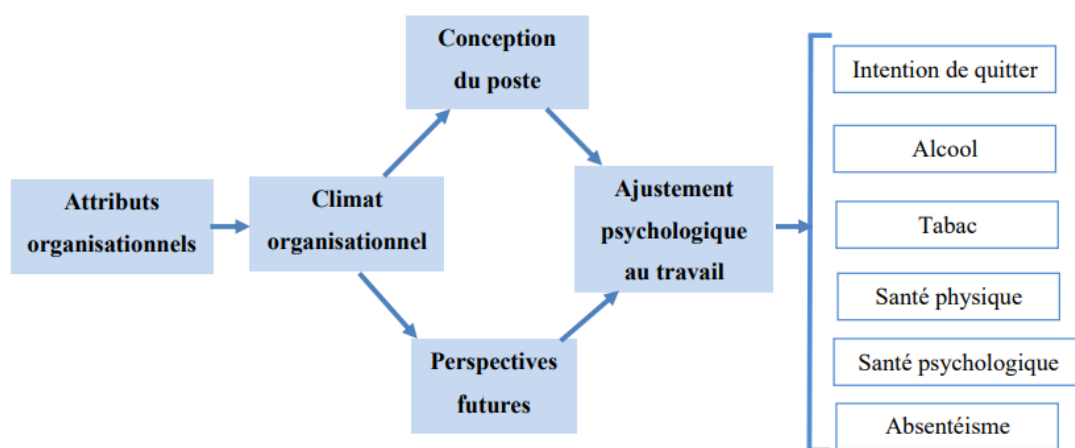 Attributs
organisationnels
Climat
organisationnel
Conception
du poste
Perspectives
futures
Ajustement
psychologique
au travail
Intention de quitter
Alcool
Tabac
Santé physique
Santé psychologique
Absentéisme